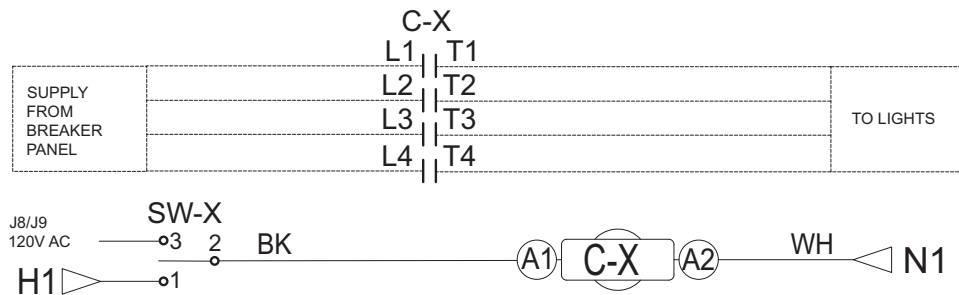 C-X
L1 T1
L2 T2
L3 T3
L4 T4
SUPPLY
FROM
BREAKER
PANEL
TO LIGHTS
SW-X
J8/J9
120V AC
3
2
BK
A1
C-X
A2
WH
N1
H1
1